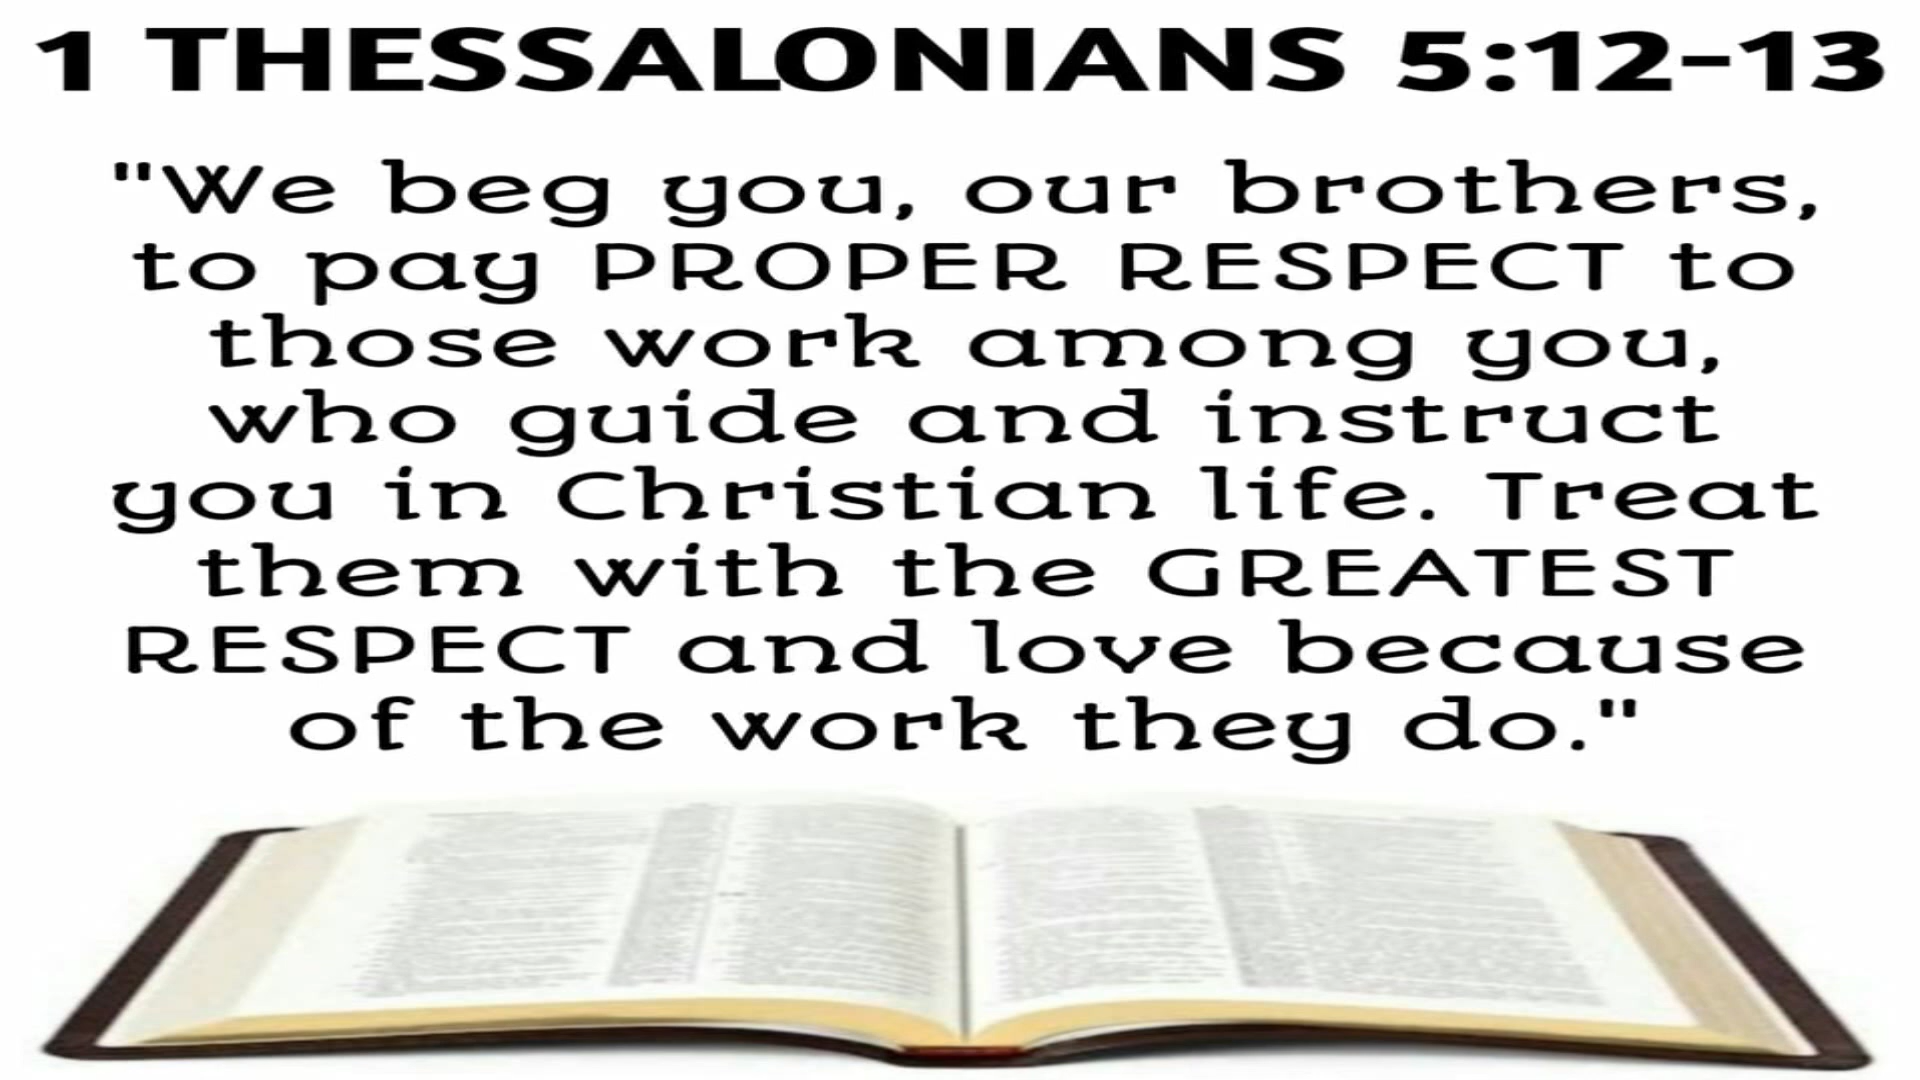 1 THESSALONIANS 5:12-13
"We beg you, our brothers,
to pay PROPER RESPECT to
those work among you,
who guide and instruct
you in Christian life. Treat
them with the GREATEST
RESPECT and love because
of the work they do."